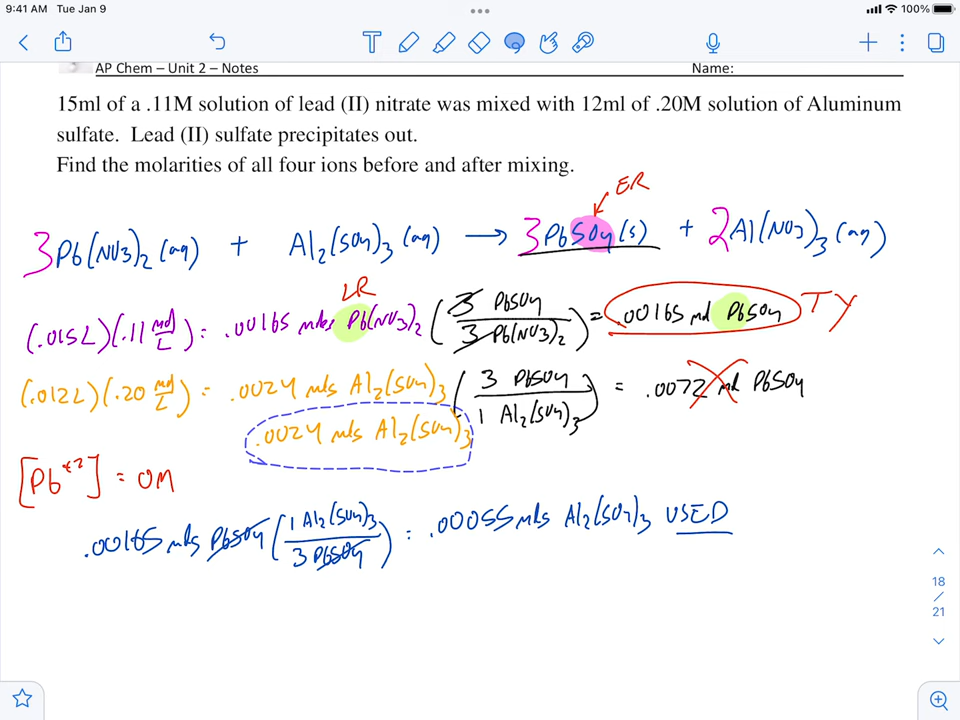 9:41 AM Tue Jan 9 100%
AP Chem – Unit 2 – Notes Name:
15ml of a .11M solution of lead (II) nitrate was mixed with 12ml of .20M solution of Aluminum
sulfate. Lead (II) sulfate precipitates out.
Find the molarities of all four ions before and after mixing.
ER
3Pb(NO3)2 (aq) + Al2(SO4)3 (aq) → 3PbSO4(s) + 2Al(NO3)3 (aq)
LR
(.015L)(.11 mol/L) = .00165 mols Pb(NO3)2 (3 PbSO4 / 3 Pb(NO3)2) = .00165 mol PbSO4 TY
(.012L)(.20 mol/L) = .0024 mols Al2(SO4)3 (3 PbSO4 / 1 Al2(SO4)3) = .0072 mol PbSO4
.0024 mols Al2(SO4)3
[Pb+2] = 0M
.00165 mols PbSO4 (1 Al2(SO4)3 / 3 PbSO4) = .00055 mols Al2(SO4)3 USED
18
/
21